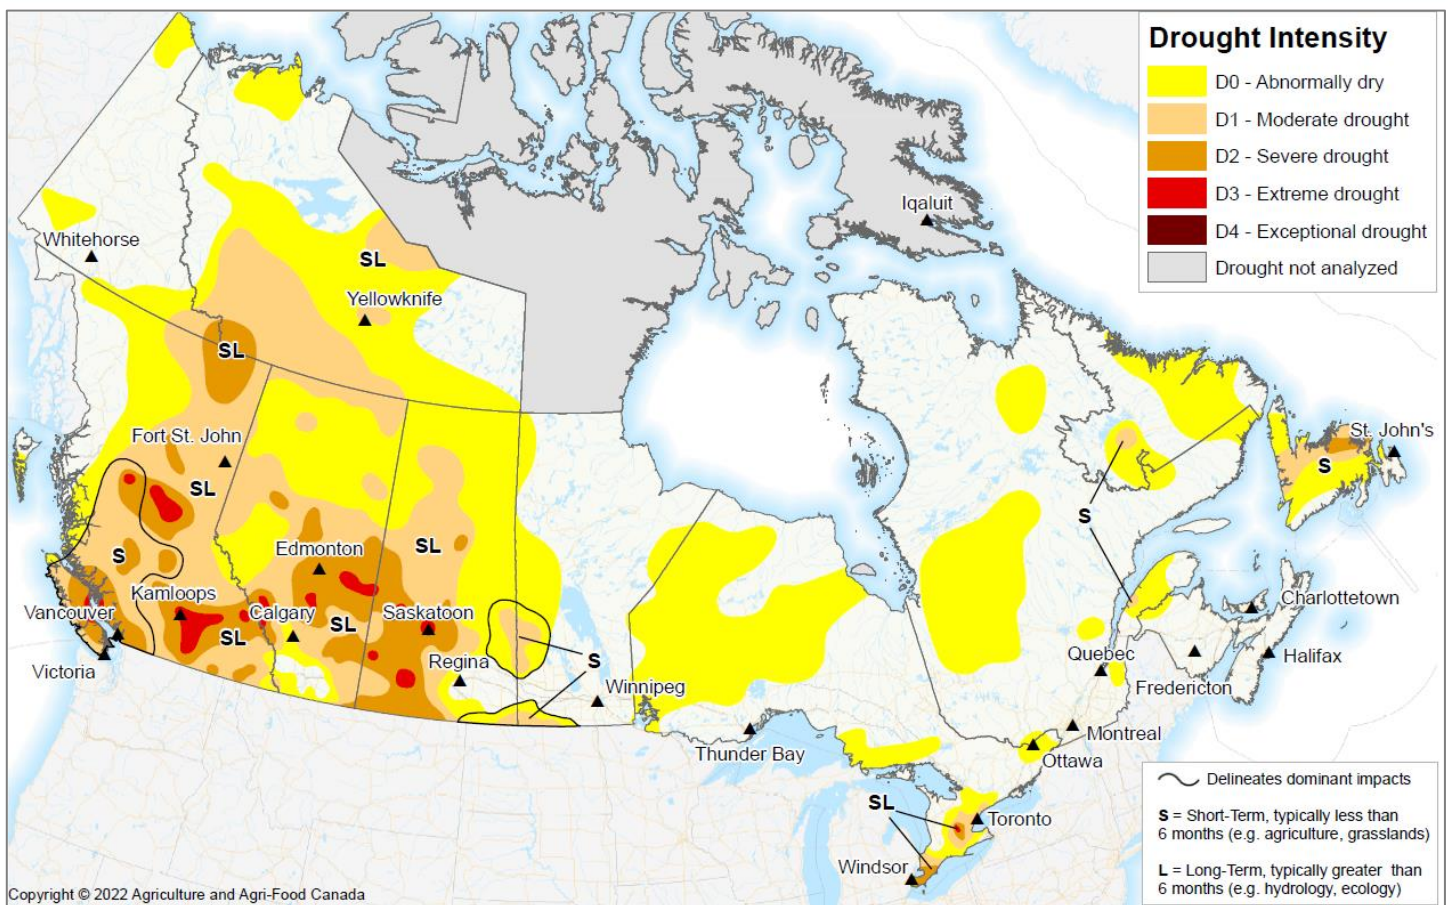 Drought Intensity
D0 - Abnormally dry
D1 - Moderate drought
D2 - Severe drought
D3 - Extreme drought
D4 - Exceptional drought
Drought not analyzed
Iqaluit
Whitehorse
SL
Yellowknife
SL
Fort St. John
St. John's
S
SL
S
Edmonton
SL
S
Kamloops
Vancouver
Calgary
Saskatoon
Charlottetown
SL
SL
Regina
S
Quebec
Halifax
Victoria
Winnipeg
Fredericton
Montreal
Thunder Bay
Ottawa
SL
Toronto
Windsor
Delineates dominant impacts
S = Short-Term, typically less than
6 months (e.g. agriculture, grasslands)
L = Long-Term, typically greater than
6 months (e.g. hydrology, ecology)
Copyright © 2022 Agriculture and Agri-Food Canada